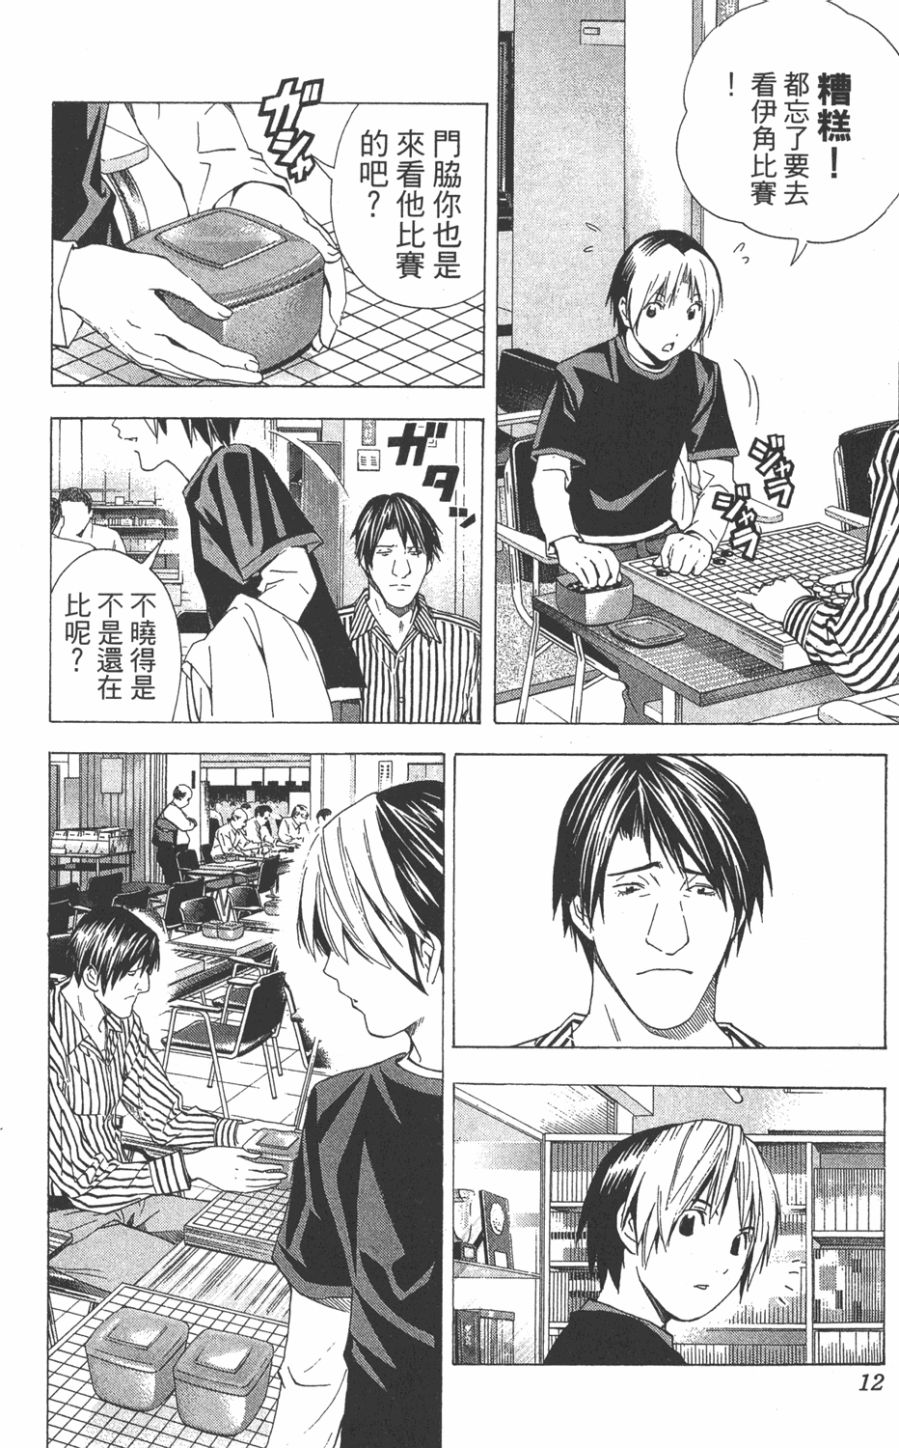 糟糕！
都忘了要去
看伊角比賽
！
ジャラ
ジャラ
門脇你也是
來看他比賽
的吧？
ガシャ
ガタッ
不曉得是
不是還在
比呢？
12